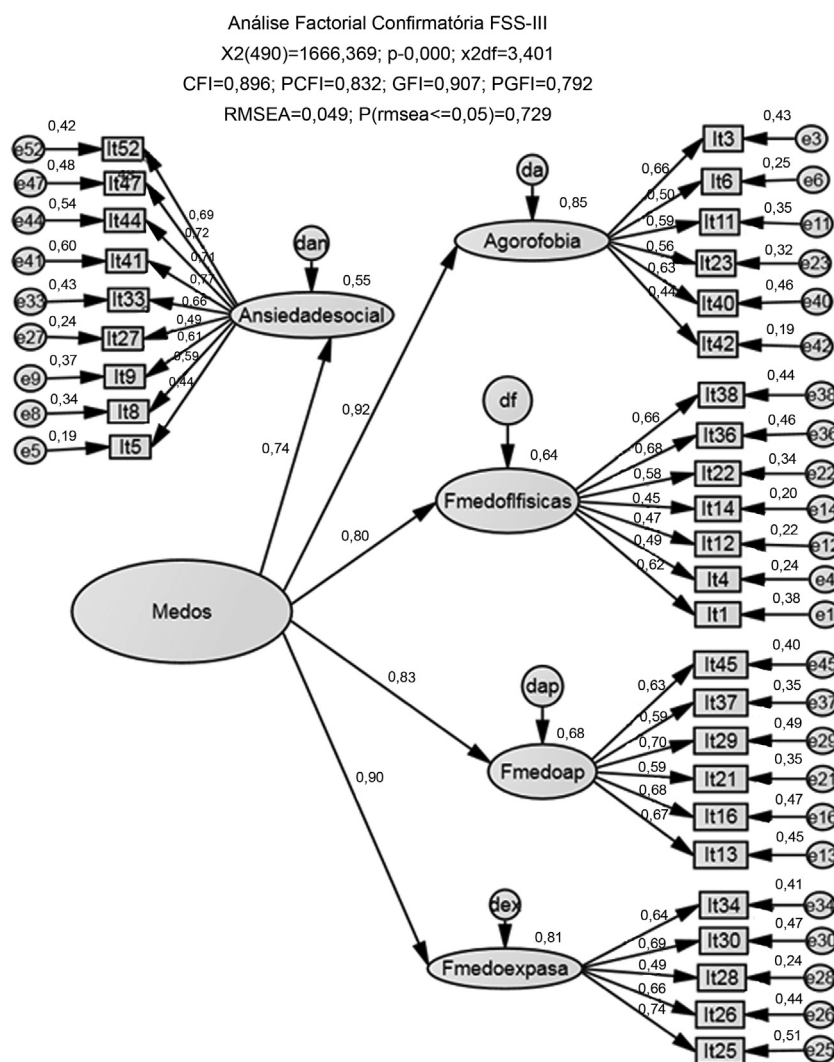 Análise Factorial Confirmatória FSS-III
X2(490)=1666,369; p-0,000; x2df=3,401
CFI=0,896; PCFI=0,832; GFI=0,907; PGFI=0,792
RMSEA=0,049; P(rmsea<=0,05)=0,729
e52 0,42 It52
e47 0,48 It47
e44 0,54 It44
e41 0,60 It41
e33 0,43 It33
e27 0,24 It27
e9 0,37 It9
e8 0,34 It8
e5 0,19 It5
0,69
0,72
0,71
0,77
0,66
0,49
0,61
0,59
0,44
dan
0,55
Ansiedadesocial
0,74
0,92
0,80
0,83
0,90
Medos
da
0,85
Agorofobia
0,66
0,50
0,59
0,56
0,63
0,44
It3 0,43 e3
It6 0,25 e6
It11 0,35 e11
It23 0,32 e23
It40 0,46 e40
It42 0,19 e42
df
0,64
Fmedoflfisicas
0,66
0,68
0,58
0,45
0,47
0,49
0,62
It38 0,44 e38
It36 0,46 e36
It22 0,34 e22
It14 0,20 e14
It12 0,22 e12
It4 0,24 e4
It1 0,38 e1
dap
0,68
Fmedoap
0,63
0,59
0,70
0,59
0,68
0,67
It45 0,40 e45
It37 0,35 e37
It29 0,49 e29
It21 0,35 e21
It16 0,47 e16
It13 0,45 e13
dex
0,81
Fmedoexpasa
0,64
0,69
0,49
0,66
0,74
It34 0,41 e34
It30 0,47 e30
It28 0,24 e28
It26 0,44 e26
It25 0,51 e25